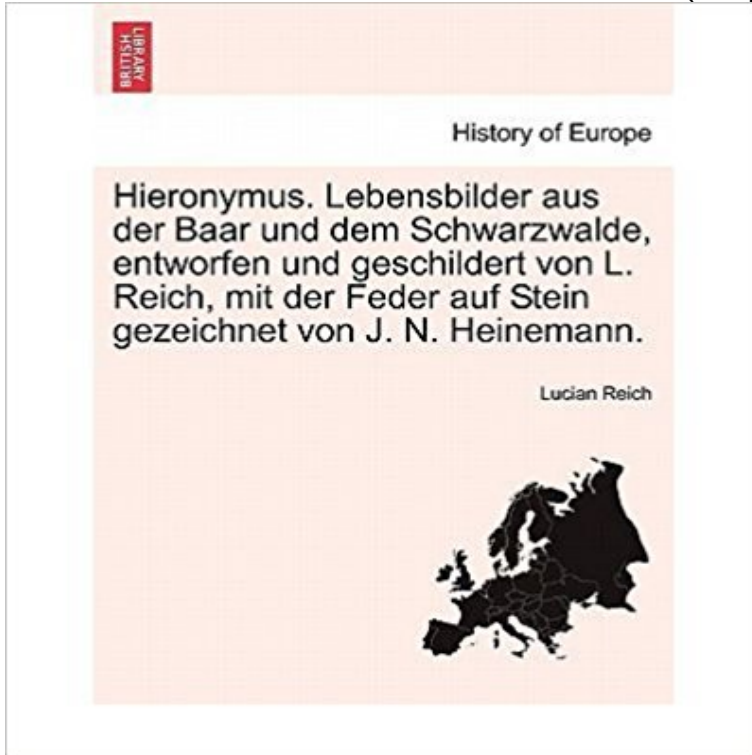 BRITISH
LIBRARY
History of Europe
Hieronymus. Lebensbilder aus
der Baar und dem Schwarzwalde,
entworfen und geschildert von L.
Reich, mit der Feder auf Stein
gezeichnet von J. N. Heinemann.
Lucian Reich